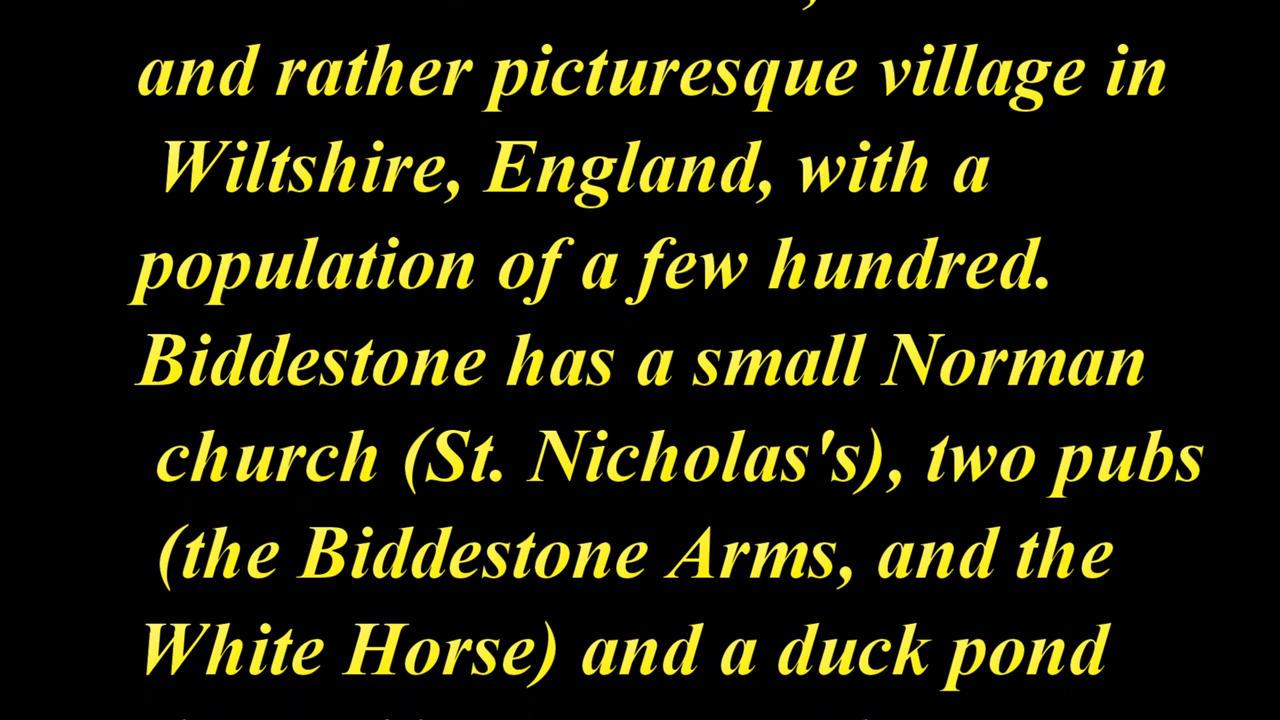 and rather picturesque village in
Wiltshire, England, with a
population of a few hundred.
Biddestone has a small Norman
church (St. Nicholas's), two pubs
(the Biddestone Arms, and the
White Horse) and a duck pond